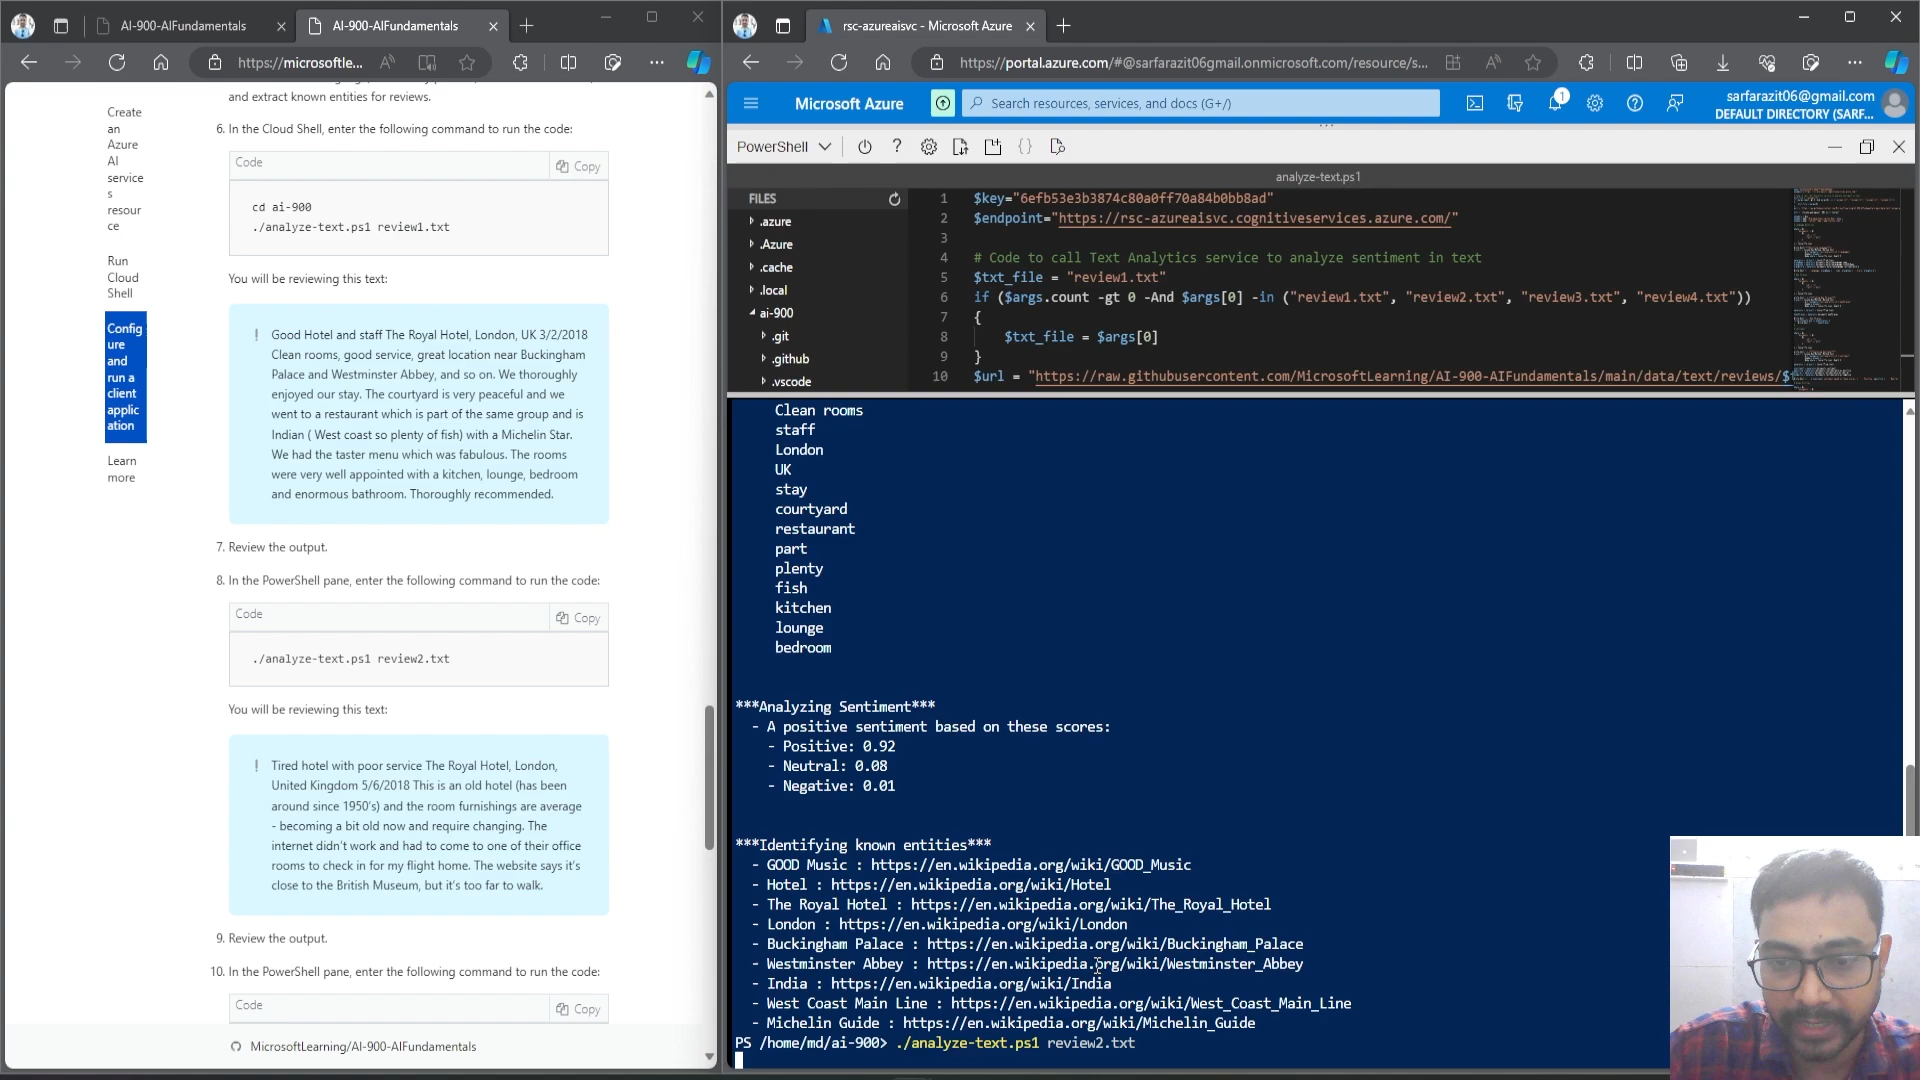 AI-900-AIFundamentals
AI-900-AIFundamentals
https://microsoftle...
and extract known entities for reviews.
Create
an
Azure
AI
service
s
resour
ce
Run
Cloud
Shell
Config
ure
and
run a
client
applic
ation
Learn
more
6. In the Cloud Shell, enter the following command to run the code:
Code
Copy
cd ai-900
./analyze-text.ps1 review1.txt
You will be reviewing this text:
! Good Hotel and staff The Royal Hotel, London, UK 3/2/2018
Clean rooms, good service, great location near Buckingham
Palace and Westminster Abbey, and so on. We thoroughly
enjoyed our stay. The courtyard is very peaceful and we
went to a restaurant which is part of the same group and is
Indian ( West coast so plenty of fish) with a Michelin Star.
We had the taster menu which was fabulous. The rooms
were very well appointed with a kitchen, lounge, bedroom
and enormous bathroom. Thoroughly recommended.
7. Review the output.
8. In the PowerShell pane, enter the following command to run the code:
Code
Copy
./analyze-text.ps1 review2.txt
You will be reviewing this text:
! Tired hotel with poor service The Royal Hotel, London,
United Kingdom 5/6/2018 This is an old hotel (has been
around since 1950's) and the room furnishings are average
- becoming a bit old now and require changing. The
internet didn't work and had to come to one of their office
rooms to check in for my flight home. The website says it's
close to the British Museum, but it's too far to walk.
9. Review the output.
10. In the PowerShell pane, enter the following command to run the code:
Code
Copy
MicrosoftLearning/AI-900-AIFundamentals
rsc-azureaisvc - Microsoft Azure
https://portal.azure.com/#@sarfarazit06gmail.onmicrosoft.com/resource/s...
Microsoft Azure
Search resources, services, and docs (G+/)
1
sarfarazit06@gmail.com
DEFAULT DIRECTORY (SARF...
PowerShell
analyze-text.ps1
FILES
.azure
.Azure
.cache
.local
ai-900
.git
.github
.vscode
1 $key="6efb53e3b3874c80a0ff70a84b0bb8ad"
2 $endpoint="https://rsc-azureaisvc.cognitiveservices.azure.com/"
3
4 # Code to call Text Analytics service to analyze sentiment in text
5 $txt_file = "review1.txt"
6 if ($args.count -gt 0 -And $args[0] -in ("review1.txt", "review2.txt", "review3.txt", "review4.txt"))
7 {
8 $txt_file = $args[0]
9 }
10 $url = "https://raw.githubusercontent.com/MicrosoftLearning/AI-900-AIFundamentals/main/data/text/reviews/$
Clean rooms
staff
London
UK
stay
courtyard
restaurant
part
plenty
fish
kitchen
lounge
bedroom
***Analyzing Sentiment***
- A positive sentiment based on these scores:
- Positive: 0.92
- Neutral: 0.08
- Negative: 0.01
***Identifying known entities***
- GOOD Music : https://en.wikipedia.org/wiki/GOOD_Music
- Hotel : https://en.wikipedia.org/wiki/Hotel
- The Royal Hotel : https://en.wikipedia.org/wiki/The_Royal_Hotel
- London : https://en.wikipedia.org/wiki/London
- Buckingham Palace : https://en.wikipedia.org/wiki/Buckingham_Palace
- Westminster Abbey : https://en.wikipedia.org/wiki/Westminster_Abbey
- India : https://en.wikipedia.org/wiki/India
- West Coast Main Line : https://en.wikipedia.org/wiki/West_Coast_Main_Line
- Michelin Guide : https://en.wikipedia.org/wiki/Michelin_Guide
PS /home/md/ai-900> ./analyze-text.ps1 review2.txt